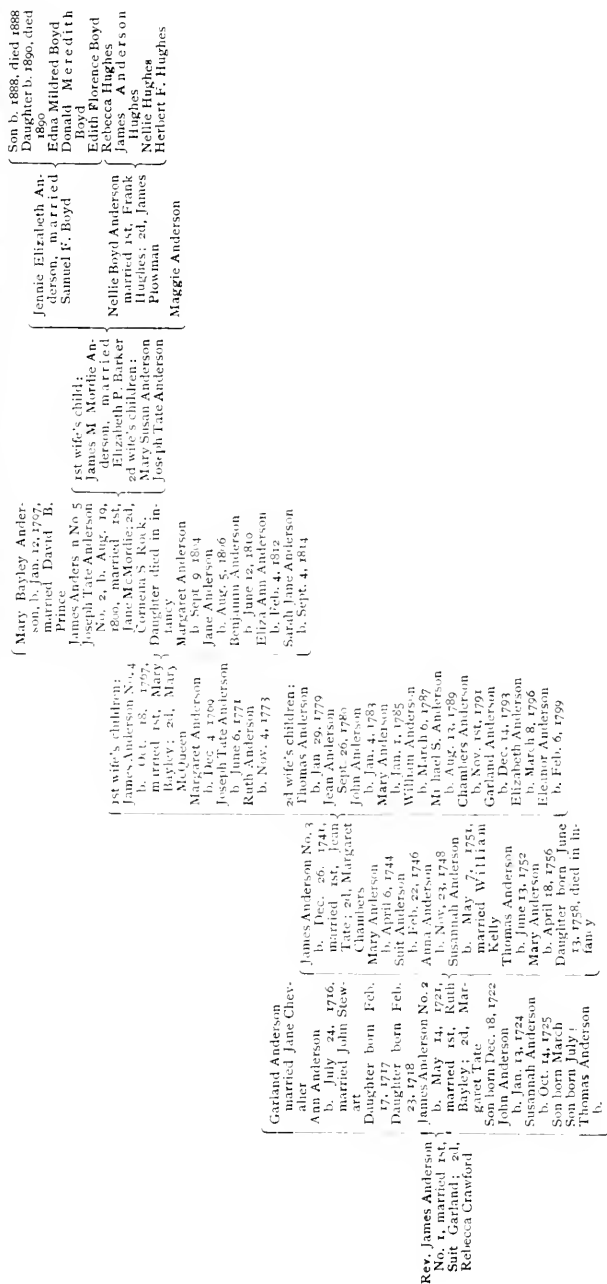 Rev. James Anderson
No. 1, married 1st,
Suit Garland; 2d,
Rebecca Crawford
Garland Anderson
married Jane Chev-
alier
Ann Anderson
b. July 24, 1716,
married John Stew-
art
Daughter born Feb.
17, 1717
Daughter born Feb.
23, 1718
James Anderson No. 2
b. May 14, 1721,
married 1st, Ruth
Bayley; 2d, Mar-
garet Tate
Son born Dec. 18, 1722
John Anderson
b. Jan. 13, 1724
Susannah Anderson
b. Oct. 14, 1725
Son born March
Son born July
Thomas Anderson
b.
James Anderson No. 3
b. Dec. 26, 1741,
married 1st, Jean
Tate; 2d, Margaret
Chambers
Mary Anderson
b. April 6, 1744
Suit Anderson
b. Feb. 22, 1746
Anna Anderson
b. Nov. 23, 1748
Susannah Anderson
b. May 7, 1751,
married William
Kelly
Thomas Anderson
b. June 13, 1752
Mary Anderson
b. April 18, 1756
Daughter born June
13, 1758, died in in-
fancy
1st wife's children:
James Anderson No. 4
b. Oct. 18, 1767,
married 1st, Mary
Bayley; 2d, Mary
McQueen
Margaret Anderson
b. Dec. 4 1769
Joseph Tate Anderson
b June 6, 1771
Ruth Anderson
b. Nov. 4, 1773
2d wife's children:
Thomas Anderson
b. Jan 29, 1779
Jean Anderson
Sept. 26, 1780
John Anderson
b. Jan. 4, 1783
Mary Anderson
b. Jan. 1, 1785
William Anderson
b. March 6, 1787
Michael S. Anderson
b. Aug. 13, 1789
Chambers Anderson
b. Nov. 1st, 1791
Garland Anderson
b. Dec. 14, 1793
Elizabeth Anderson
b. March 8, 1796
Eleanor Anderson
b. Feb. 6, 1799
Mary Bayley Ander-
son, b. Jan. 12, 1797,
married David B.
Prince
James Anders n No 5
Joseph Tate Anderson
No. 2, b. Aug. 19,
1800, married 1st,
Jane McMordie; 2d,
Cornelia S. Rock.
Daughter died in in-
fancy
Margaret Anderson
b Sept 9 1804
Jane Anderson
b. Aug. 5, 1806
Benjamin Anderson
b June 12, 1810
Eliza Ann Anderson
b. Feb. 4, 1812
Sarah Jane Anderson
b. Sept. 4, 1814
1st wife's child:
James M Mordie An-
derson, married
Elizabeth P. Barker
2d wife's children:
Mary Susan Anderson
Joseph Tate Anderson
Jennie Elizabeth An-
derson, married
Samuel F. Boyd
Nellie Boyd Anderson
married 1st, Frank
Hughes; 2d, James
Plowman
Maggie Anderson
Son b. 1888, died 1888
Daughter b. 1890, died
1890
Edna Mildred Boyd
Donald Meredith
Boyd
Edith Florence Boyd
Rebecca Hughes
James Anderson
Hughes
Nellie Hughes
Herbert F. Hughes